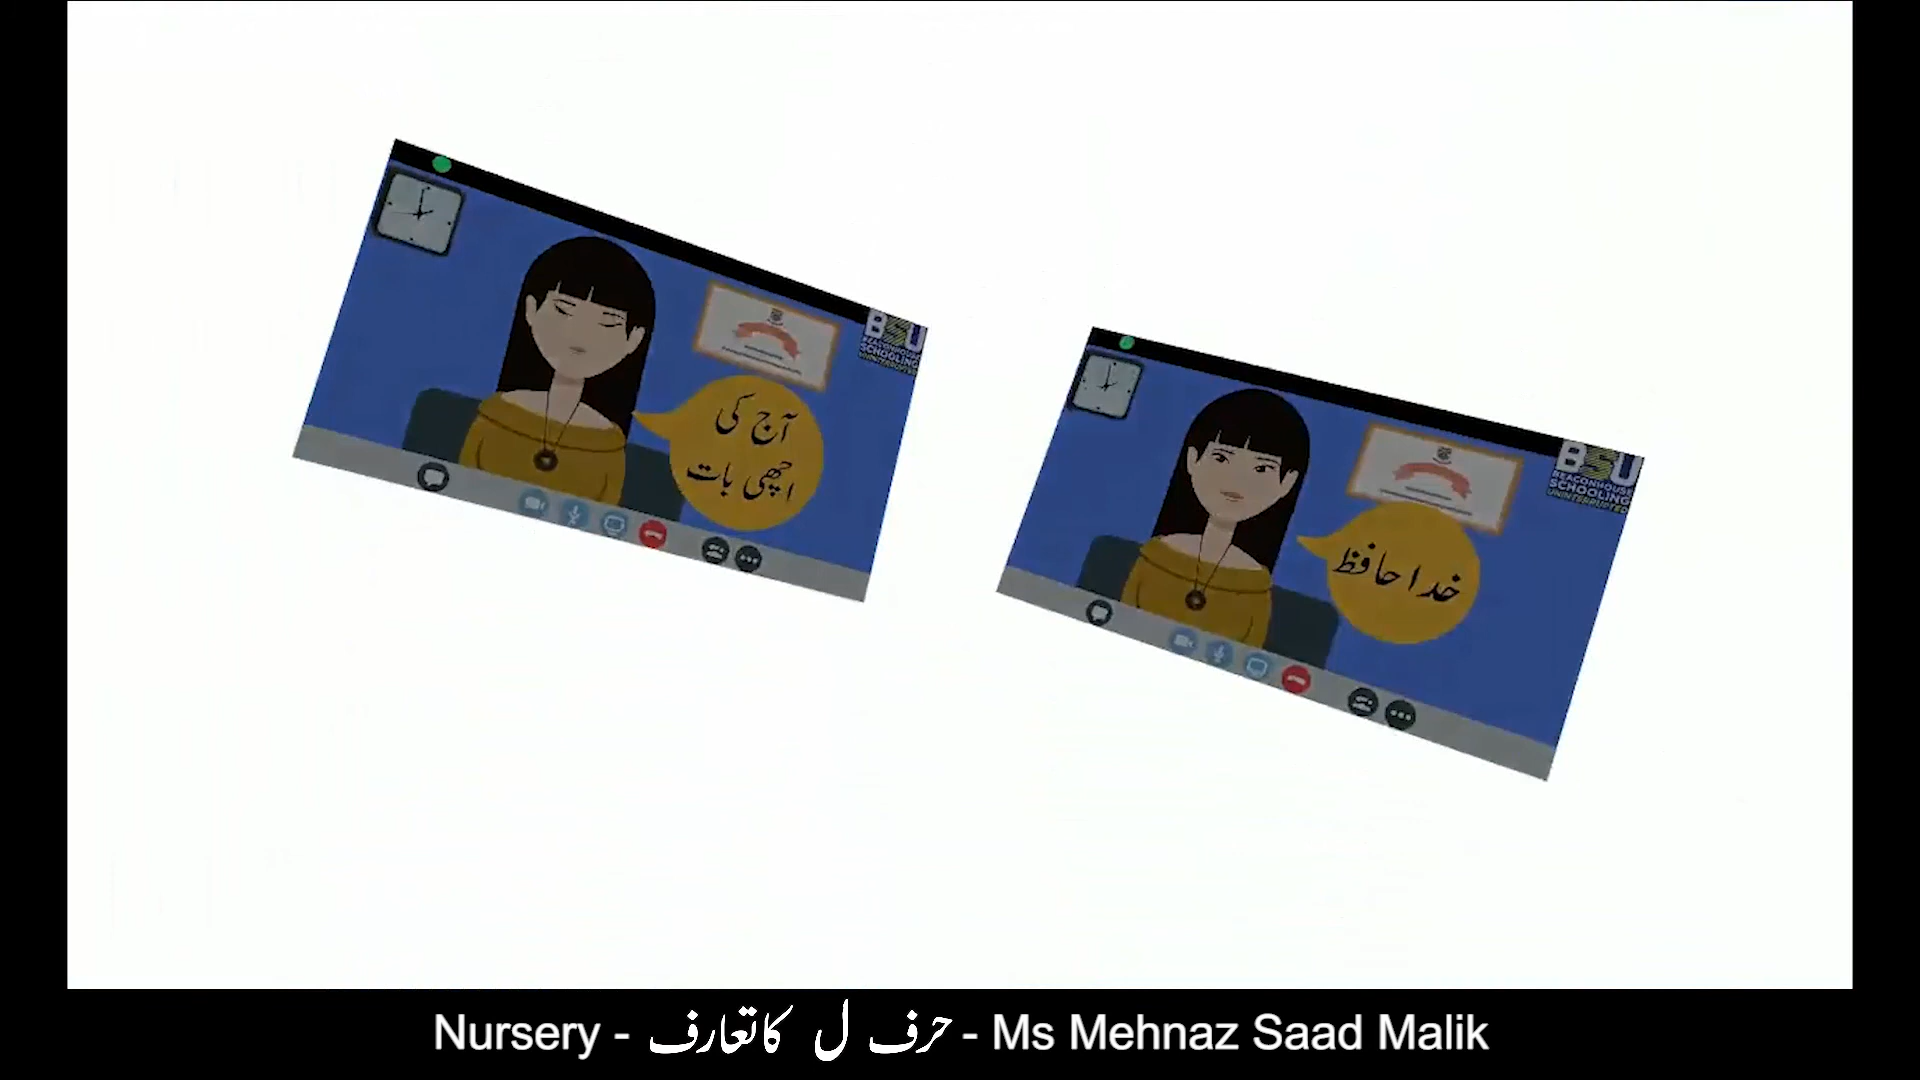 BSU
BEACONHOUSE
SCHOOLING
UNINTERRUPTED
آج کی
اچھی بات
BSU
BEACONHOUSE
SCHOOLING
UNINTERRUPTED
خدا حافظ
Nursery - حرف ل کا تعارف - Ms Mehnaz Saad Malik